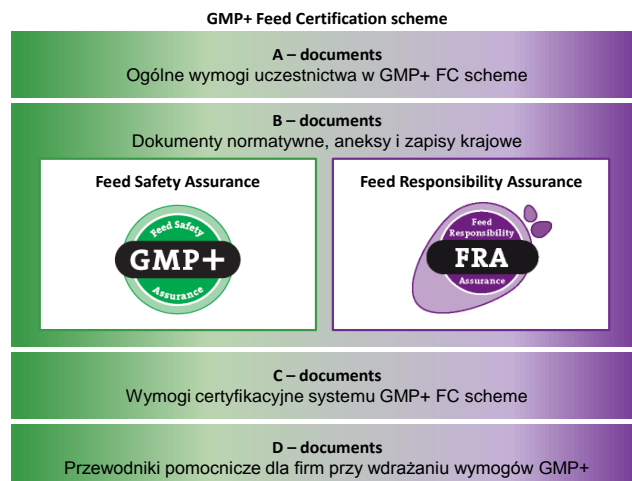 GMP+ Feed Certification scheme
A – documents
Ogólne wymogi uczestnictwa w GMP+ FC scheme
B – documents
Dokumenty normatywne, aneksy i zapisy krajowe
Feed Safety Assurance
Feed Safety
GMP+
Assurance
Feed Responsibility Assurance
Feed
Responsibility
FRA
Assurance
C – documents
Wymogi certyfikacyjne systemu GMP+ FC scheme
D – documents
Przewodniki pomocnicze dla firm przy wdrażaniu wymogów GMP+